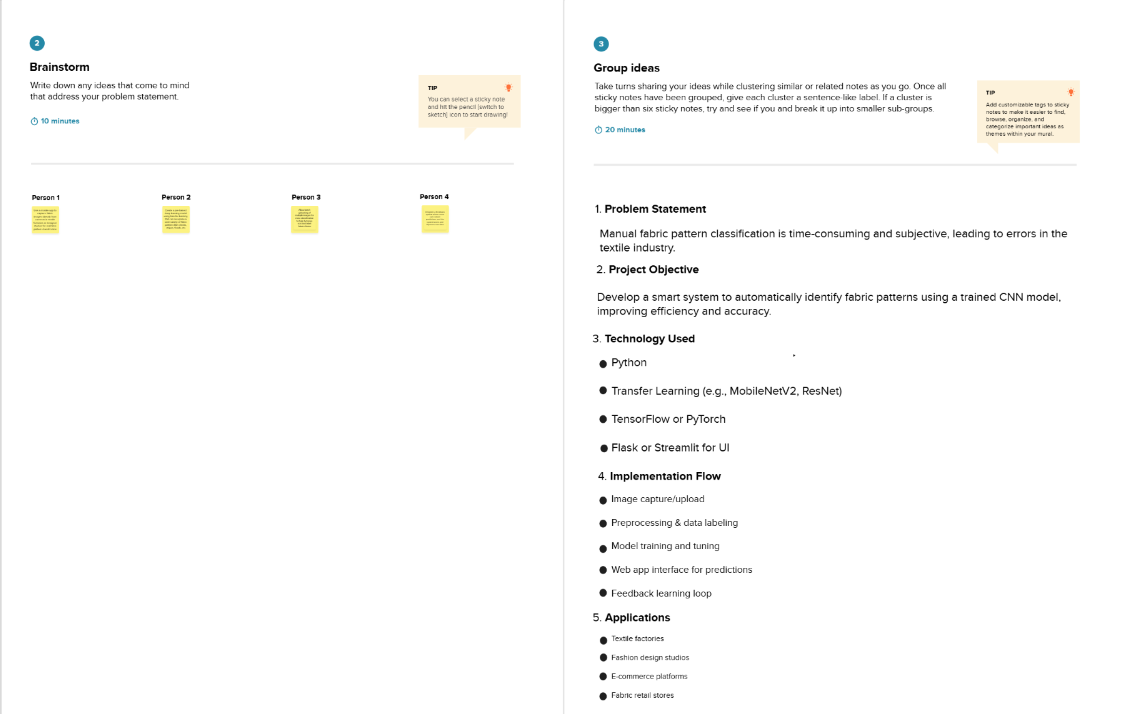 2
Brainstorm
Write down any ideas that come to mind
that address your problem statement.
10 minutes
TIP
You can select a sticky note
and hit the pencil [switch to
sketch] icon to start drawing!
Person 1
Person 2
Person 3
Person 4
3
Group ideas
Take turns sharing your ideas while clustering similar or related notes as you go. Once all
sticky notes have been grouped, give each cluster a sentence-like label. If a cluster is
bigger than six sticky notes, try and see if you and break it up into smaller sub-groups.
20 minutes
TIP
Add customizable tags to sticky
notes to make it easier to find,
browse, organize, and
categorize important ideas as
themes within your mural.
1. Problem Statement
Manual fabric pattern classification is time-consuming and subjective, leading to errors in the
textile industry.
2. Project Objective
Develop a smart system to automatically identify fabric patterns using a trained CNN model,
improving efficiency and accuracy.
3. Technology Used
● Python
● Transfer Learning (e.g., MobileNetV2, ResNet)
● TensorFlow or PyTorch
● Flask or Streamlit for UI
4. Implementation Flow
● Image capture/upload
● Preprocessing & data labeling
● Model training and tuning
● Web app interface for predictions
● Feedback learning loop
5. Applications
● Textile factories
● Fashion design studios
● E-commerce platforms
● Fabric retail stores